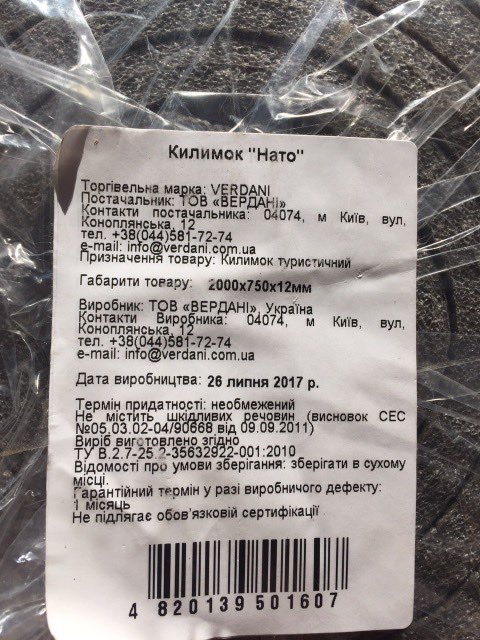 Килимок "Нато"
Торгівельна марка: VERDANI
Постачальник: ТОВ «ВЕРДАНІ»
Контакти постачальника: 04074, м Київ, вул,
Коноплянська, 12
тел. +38(044)581-72-74
e-mail: info@verdani.com.ua
Призначення товару: Килимок туристичний
Габарити товару: 2000х750х12мм
Виробник: ТОВ «ВЕРДАНІ», Україна
Контакти Виробника: 04074, м Київ, вул,
Коноплянська, 12
тел. +38(044)581-72-74
e-mail: info@verdani.com.ua
Дата виробництва: 26 липня 2017 р.
Термін придатності: необмежений
Не містить шкідливих речовин (висновок СЕС
№05.03.02-04/90668 від 09.09.2011)
Виріб виготовлено згідно
ТУ В.2.7-25.2-35632922-001:2010
Відомості про умови зберігання: зберігати в сухому
місці.
Гарантійний термін у разі виробничого дефекту:
1 місяць
Не підлягає обов'язковій сертифікації
4 820139 501607